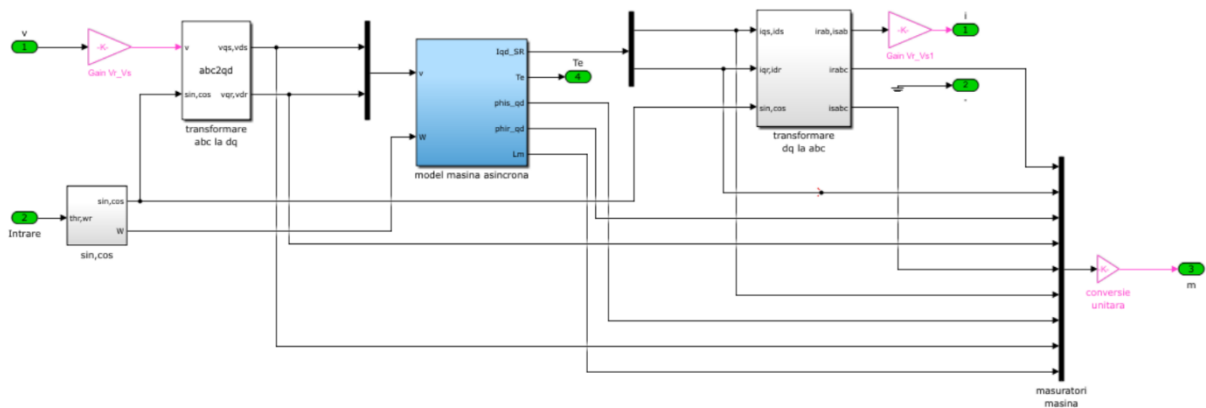 v
1
-K-
Gain Vr_Vs
v
vqs,vds
abc2qd
sin,cos
vqr,vdr
transformare
abc la dq
2
Intrare
sin,cos
thr,wr
W
sin,cos
v
W
Iqd_SR
Te
phis_qd
phir_qd
Lm
model masina asincrona
Te
4
iqs,ids
irab,isab
iqr,idr
irabc
sin,cos
isabc
transformare
dq la abc
-K-
Gain Vr_Vs1
i
1
2
-
masuratori
masina
-K-
conversie
unitara
3
m